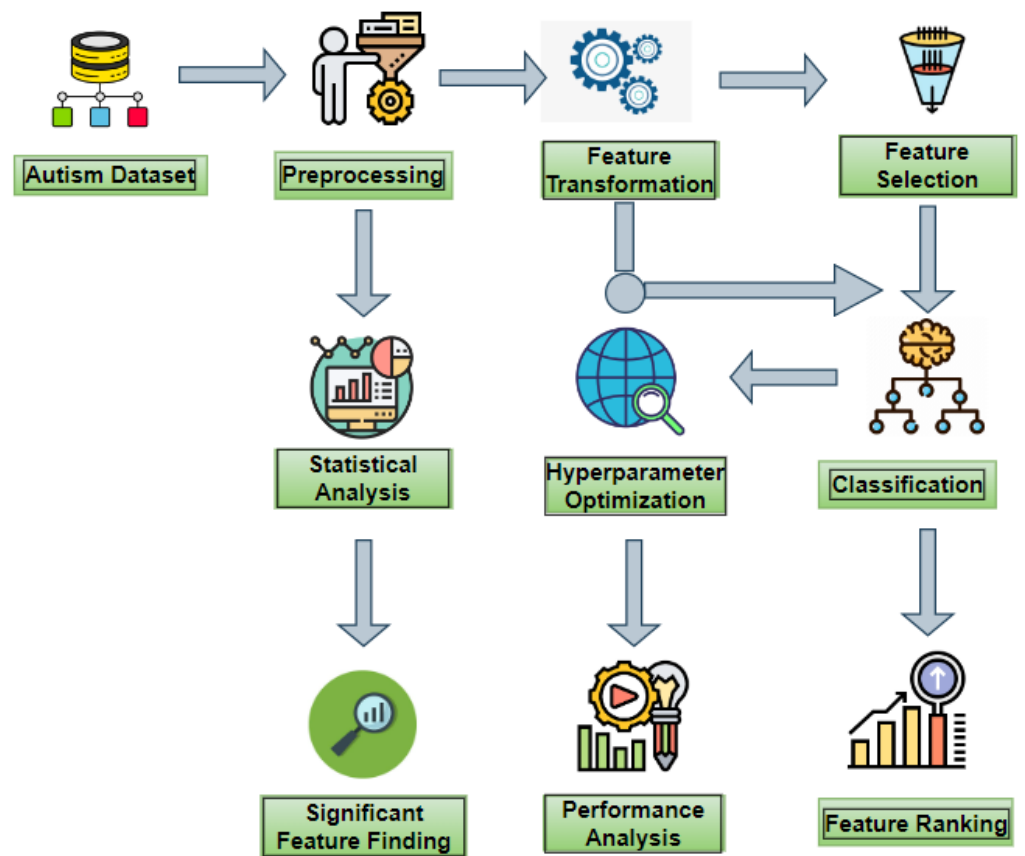 Autism Dataset
Preprocessing
Feature
Transformation
Feature
Selection
Statistical
Analysis
Hyperparameter
Optimization
Classification
Significant
Feature Finding
Performance
Analysis
Feature Ranking